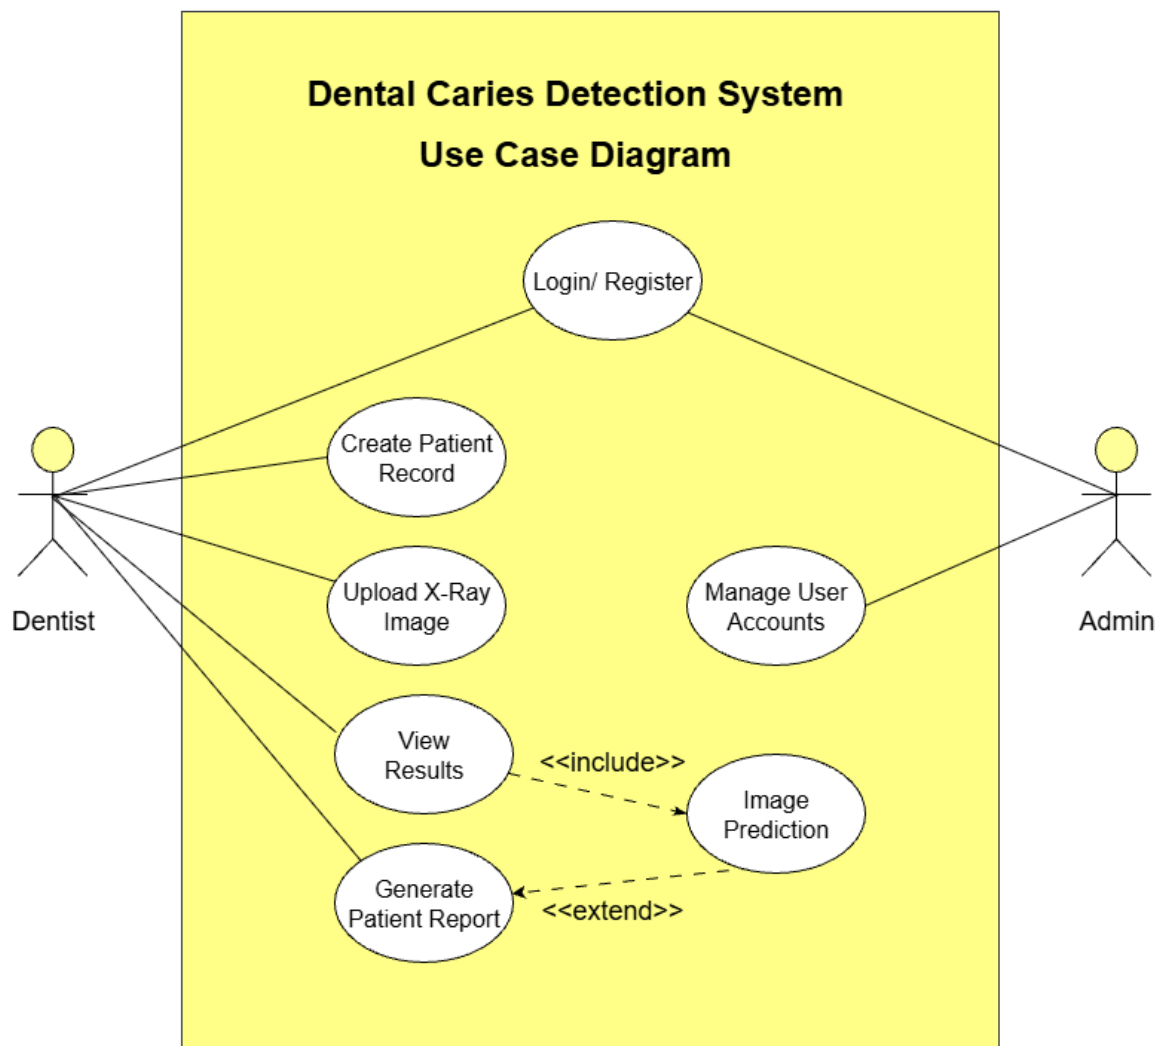 Dental Caries Detection System
Use Case Diagram
Login/ Register
Create Patient
Record
Upload X-Ray
Image
Manage User
Accounts
Dentist
Admin
View
Results
<<include>>
Image
Prediction
Generate
Patient Report
<<extend>>